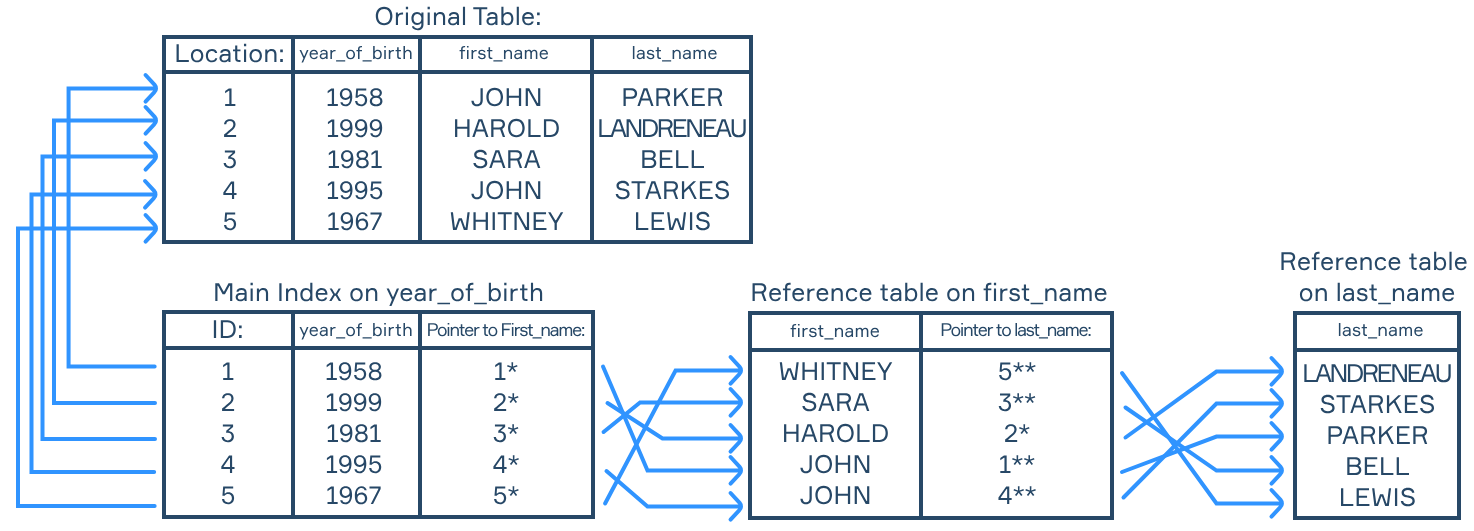 Original Table:
Location: year_of_birth first_name last_name
1 1958 JOHN PARKER
2 1999 HAROLD LANDRENEAU
3 1981 SARA BELL
4 1995 JOHN STARKES
5 1967 WHITNEY LEWIS
Main Index on year_of_birth
ID: year_of_birth Pointer to First_name:
1 1958 1*
2 1999 2*
3 1981 3*
4 1995 4*
5 1967 5*
Reference table on first_name
first_name Pointer to last_name:
WHITNEY 5**
SARA 3**
HAROLD 2*
JOHN 1**
JOHN 4**
Reference table
on last_name
last_name
LANDRENEAU
STARKES
PARKER
BELL
LEWIS